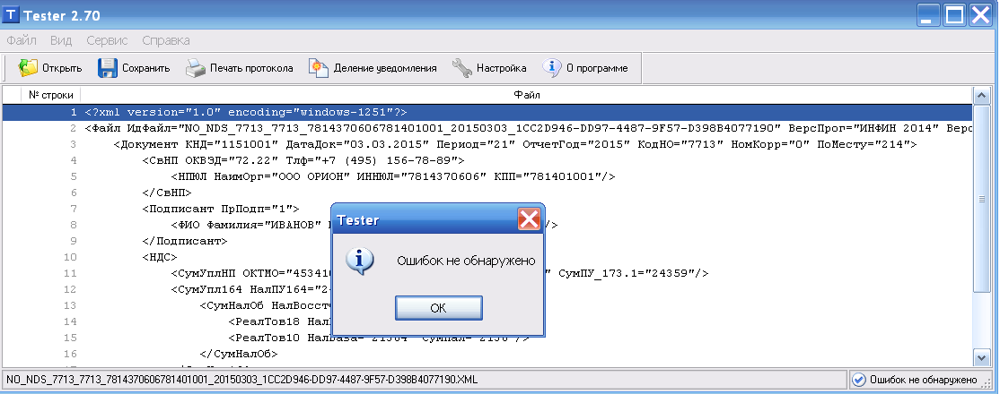 Tester 2.70
Файл Вид Сервис Справка
Открыть Сохранить Печать протокола Деление уведомления Настройка О программе
№ строки Файл
1 <?xml version="1.0" encoding="windows-1251"?>
2 <Файл ИдФайл="NO_NDS_7713_7713_7814370606781401001_20150303_1CC2D946-DD97-4487-9F57-D398B4077190" ВерсПрог="ИНФИН 2014" Верс
3 <Документ КНД="1151001" ДатаДок="03.03.2015" Период="21" ОтчетГод="2015" КодНО="7713" НомКорр="0" ПоМесту="214">
4 <СвНП ОКВЭД="72.22" Тлф="+7 (495) 156-78-89">
5 <НПЮЛ НаимОрг="ООО ОРИОН" ИННЮЛ="7814370606" КПП="781401001"/>
6 </СвНП>
7 <Подписант ПрПодп="1">
8 <ФИО Фамилия="ИВАНОВ" />
9 </Подписант>
10 <НДС>
11 <СумУплНП ОКТМО="45341 " СумПУ_173.1="24359"/>
12 <СумУпл164 НалПУ164="2
13 <СумНалОб НалВосст
14 <РеалТов18 Нал
15 <РеалТов10 НалБаза="21564" СумНал="2156"/>
16 </СумНалОб>
Tester
Ошибок не обнаружено
ОК
NO_NDS_7713_7713_7814370606781401001_20150303_1CC2D946-DD97-4487-9F57-D398B4077190.XML
Ошибок не обнаружено